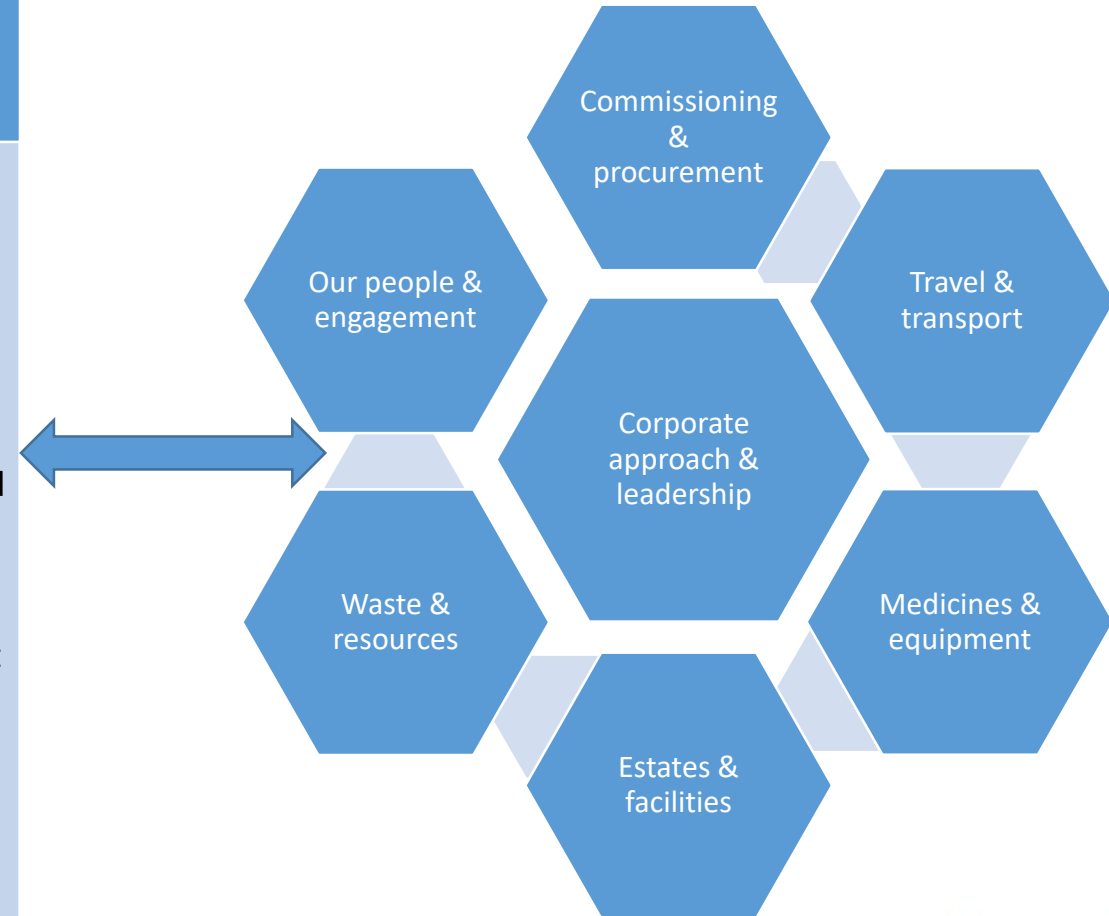 Commissioning
&
procurement
Our people &
engagement
Travel &
transport
Corporate
approach &
leadership
Waste &
resources
Medicines &
equipment
Estates &
facilities